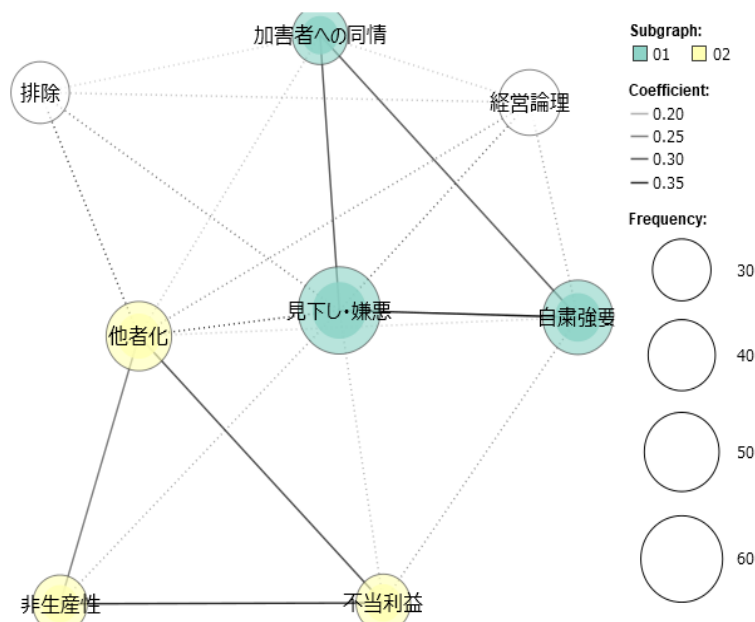 加害者への同情
排除
経営論理
見下し・嫌悪
自粛強要
他者化
非生産性
不当利益
Subgraph:
01 02
Coefficient:
0.20
0.25
0.30
0.35
Frequency:
30
40
50
60